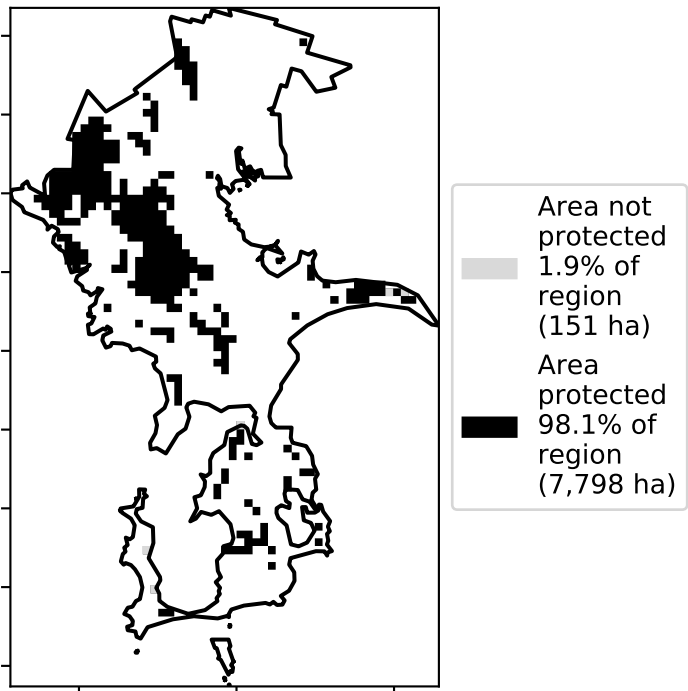 Area not
protected
1.9% of
region
(151 ha)
Area
protected
98.1% of
region
(7,798 ha)